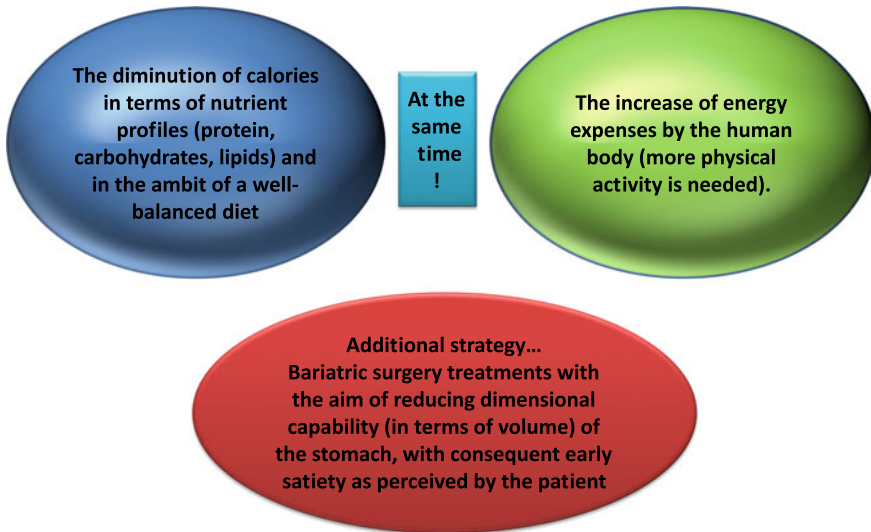 The diminution of calories
in terms of nutrient
profiles (protein,
carbohydrates, lipids) and
in the ambit of a well-
balanced diet
At the
same
time
!
The increase of energy
expenses by the human
body (more physical
activity is needed).
Additional strategy…
Bariatric surgery treatments with
the aim of reducing dimensional
capability (in terms of volume) of
the stomach, with consequent early
satiety as perceived by the patient